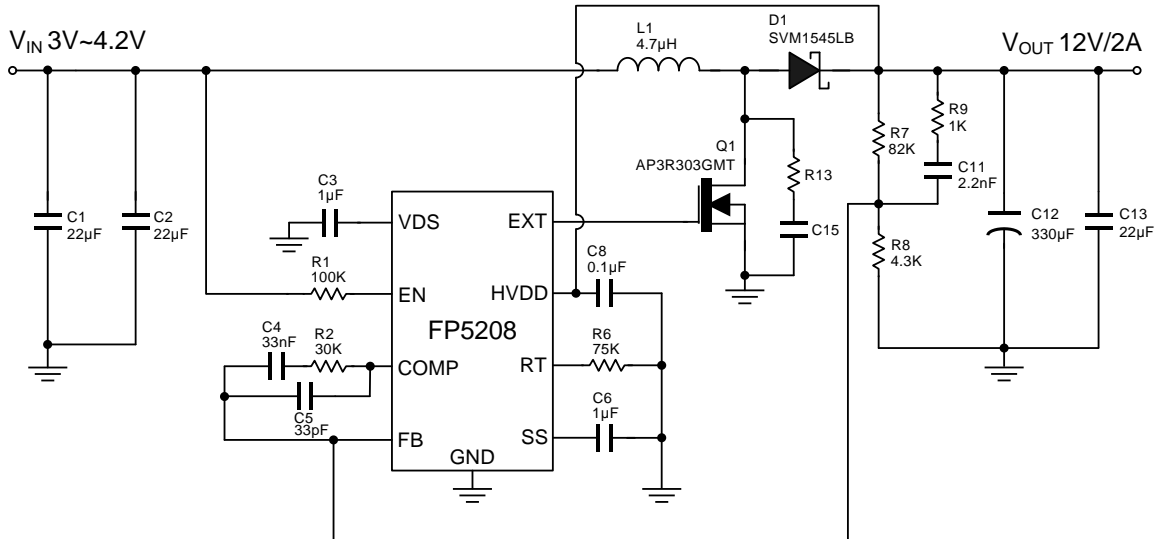 V_IN 3V~4.2V
L1
4.7μH
D1
SVM1545LB
V_OUT 12V/2A
C1
22μF
C2
22μF
C3
1μF
R1
100K
C4
33nF
R2
30K
C5
33pF
VDS
EN
COMP
FB
GND
FP5208
EXT
HVDD
RT
SS
C8
0.1μF
R6
75K
C6
1μF
Q1
AP3R303GMT
R13
C15
R7
82K
R9
1K
C11
2.2nF
R8
4.3K
C12
330μF
C13
22μF